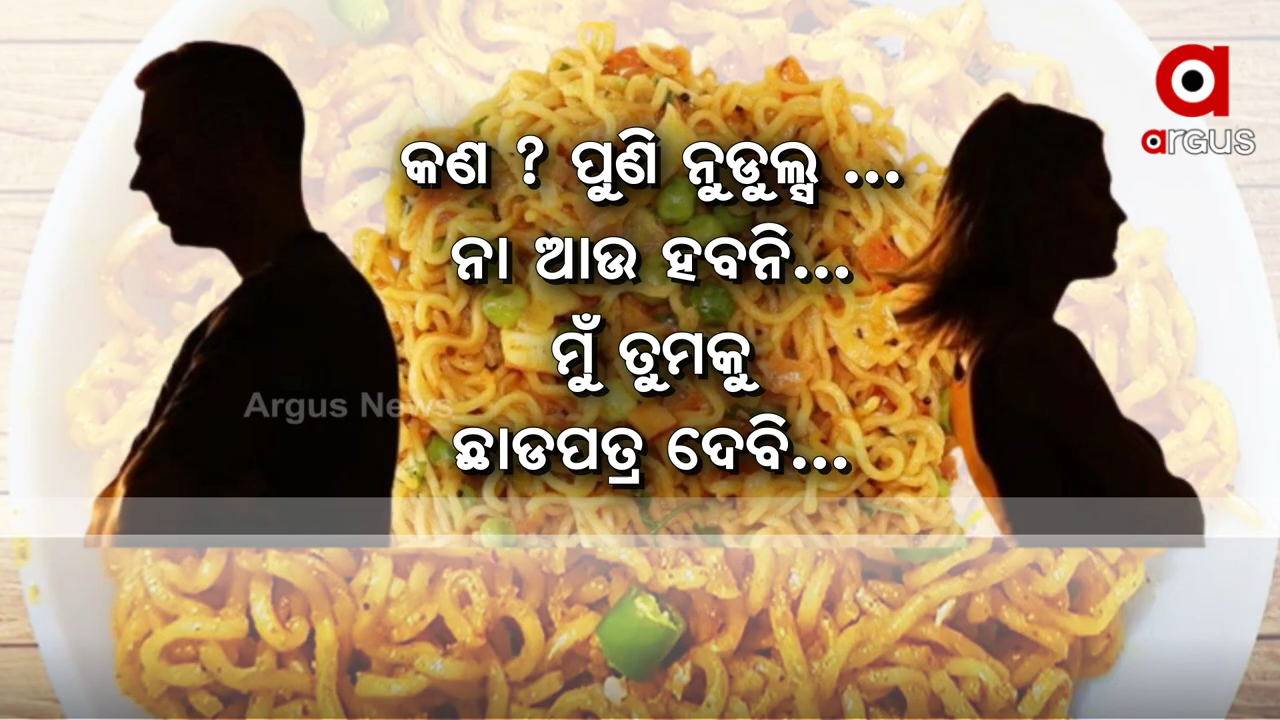 argus
କଣ ? ପୁଣି ନୁଡୁଲ୍ସ ...
ନା ଆଉ ହବନି...
ମୁଁ ତୁମକୁ
Argus News
ଛାଡପତ୍ର ଦେବି...